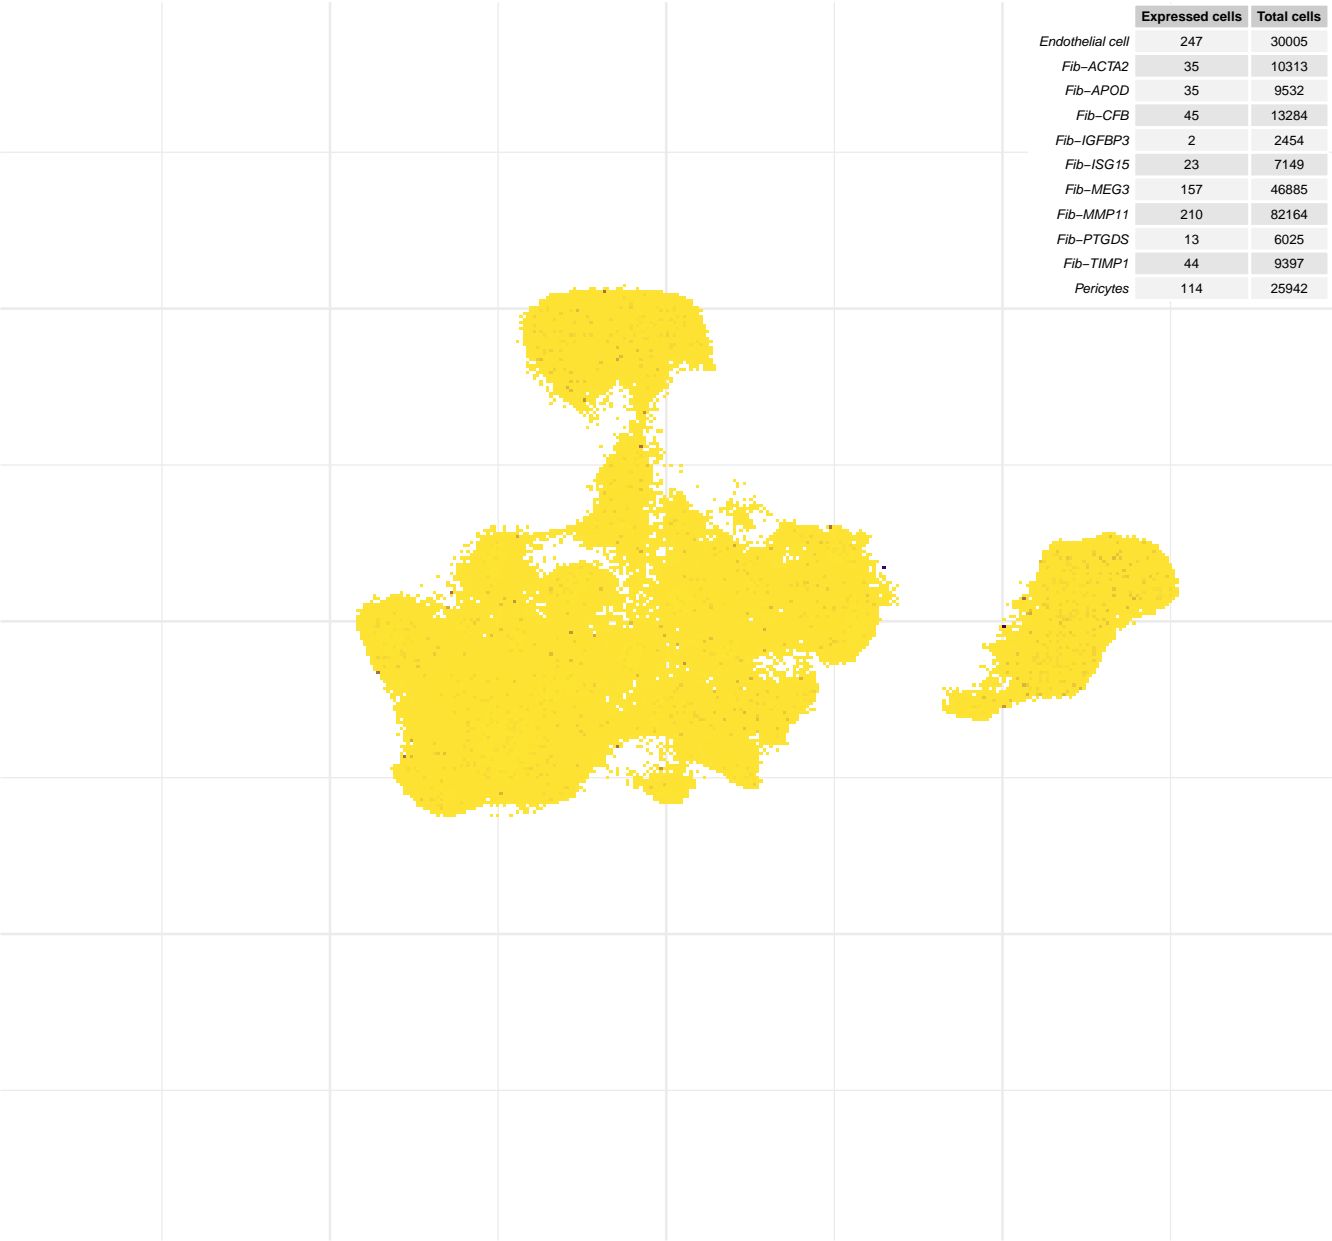 Expressed cells Total cells
Endothelial cell 247 30005
Fib−ACTA2 35 10313
Fib−APOD 35 9532
Fib−CFB 45 13284
Fib−IGFBP3 2 2454
Fib−ISG15 23 7149
Fib−MEG3 157 46885
Fib−MMP11 210 82164
Fib−PTGDS 13 6025
Fib−TIMP1 44 9397
Pericytes 114 25942